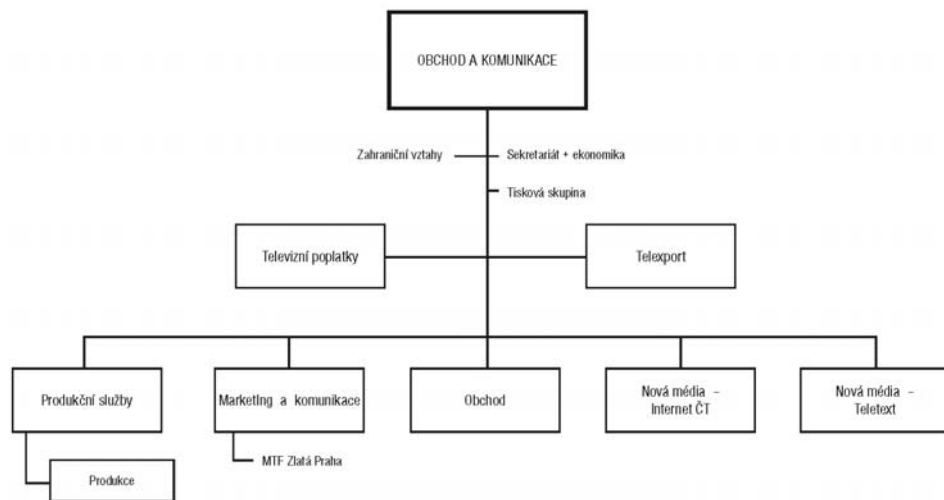 OBCHOD A KOMUNIKACE
Zahraniční vztahy
Sekretariát + ekonomika
Tisková skupina
Televizní poplatky
Telexport
Produkční služby
Marketing a komunikace
Obchod
Nová média –
Internet ČT
Nová média –
Teletext
MTF Zlatá Praha
Produkce